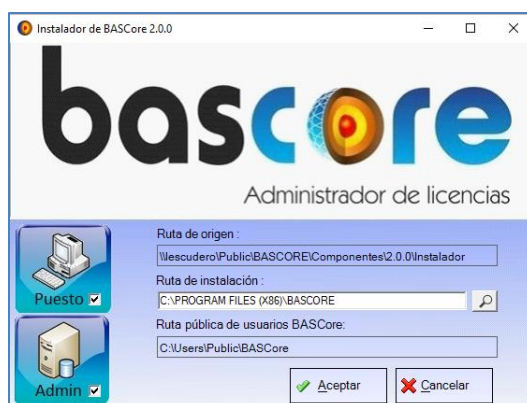 Instalador de BASCore 2.0.0
bascore
Administrador de licencias
Ruta de origen :
\\lescudero\Public\BASCORE\Componentes\2.0.0\Instalador
Ruta de instalación :
C:\PROGRAM FILES (X86)\BASCORE
Ruta pública de usuarios BASCore:
C:\Users\Public\BASCore
Puesto
Admin
Aceptar
Cancelar